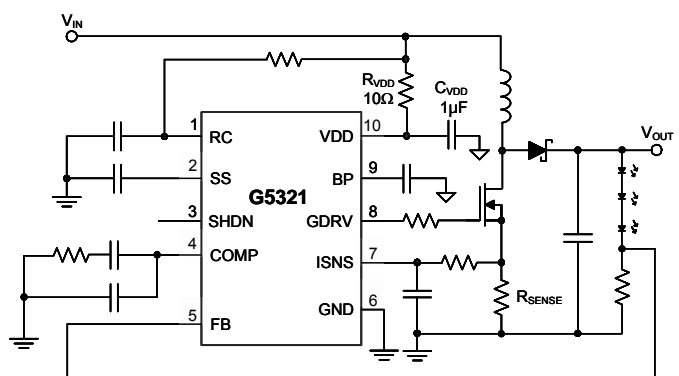 VIN
RVDD
10Ω
CVDD
1µF
1
RC
VDD
10
VOUT
2
SS
BP
9
G5321
3
SHDN
GDRV
8
4
COMP
ISNS
7
RSENSE
GND
6
5
FB